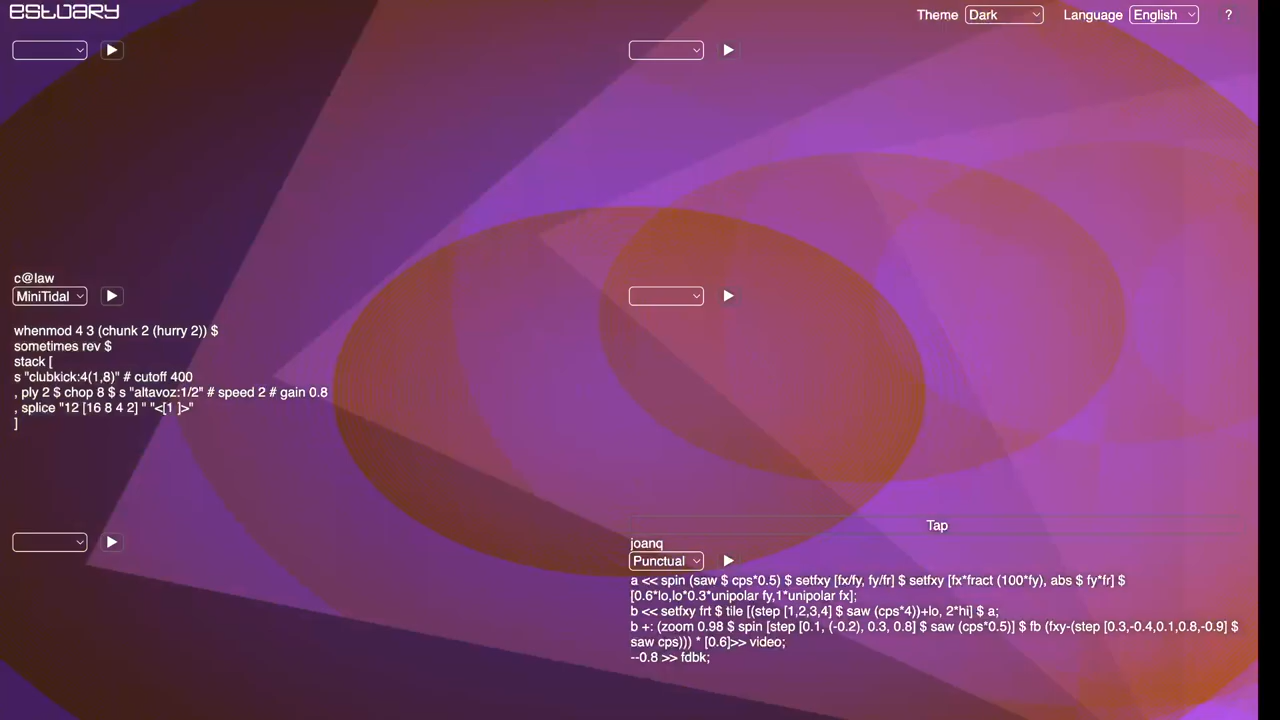 estuary
Theme Dark Language English ?
c@law
MiniTidal
whenmod 4 3 (chunk 2 (hurry 2)) $
sometimes rev $
stack [
s "clubkick:4(1,8)" # cutoff 400
, ply 2 $ chop 8 $ s "altavoz:1/2" # speed 2 # gain 0.8
, splice "12 [16 8 4 2] " "<[1 ]>"
]
Tap
joanq
Punctual
a << spin (saw $ cps*0.5) $ setfxy [fx/fy, fy/fr] $ setfxy [fx*fract (100*fy), abs $ fy*fr] $
[0.6*lo,lo*0.3*unipolar fy,1*unipolar fx];
b << setfxy frt $ tile [(step [1,2,3,4] $ saw (cps*4))+lo, 2*hi] $ a;
b +: (zoom 0.98 $ spin [step [0.1, (-0.2), 0.3, 0.8] $ saw (cps*0.5)] $ fb (fxy-(step [0.3,-0.4,0.1,0.8,-0.9] $
saw cps))) * [0.6]>> video;
--0.8 >> fdbk;